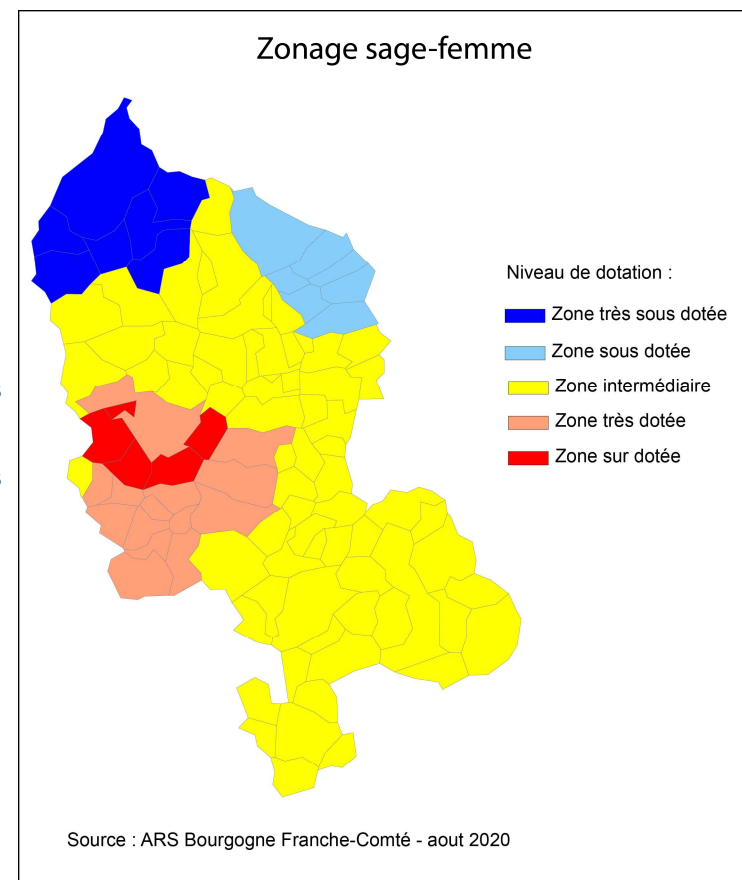 Zonage sage-femme
Niveau de dotation :
Zone très sous dotée
Zone sous dotée
Zone intermédiaire
Zone très dotée
Zone sur dotée
Source : ARS Bourgogne Franche-Comté - aout 2020